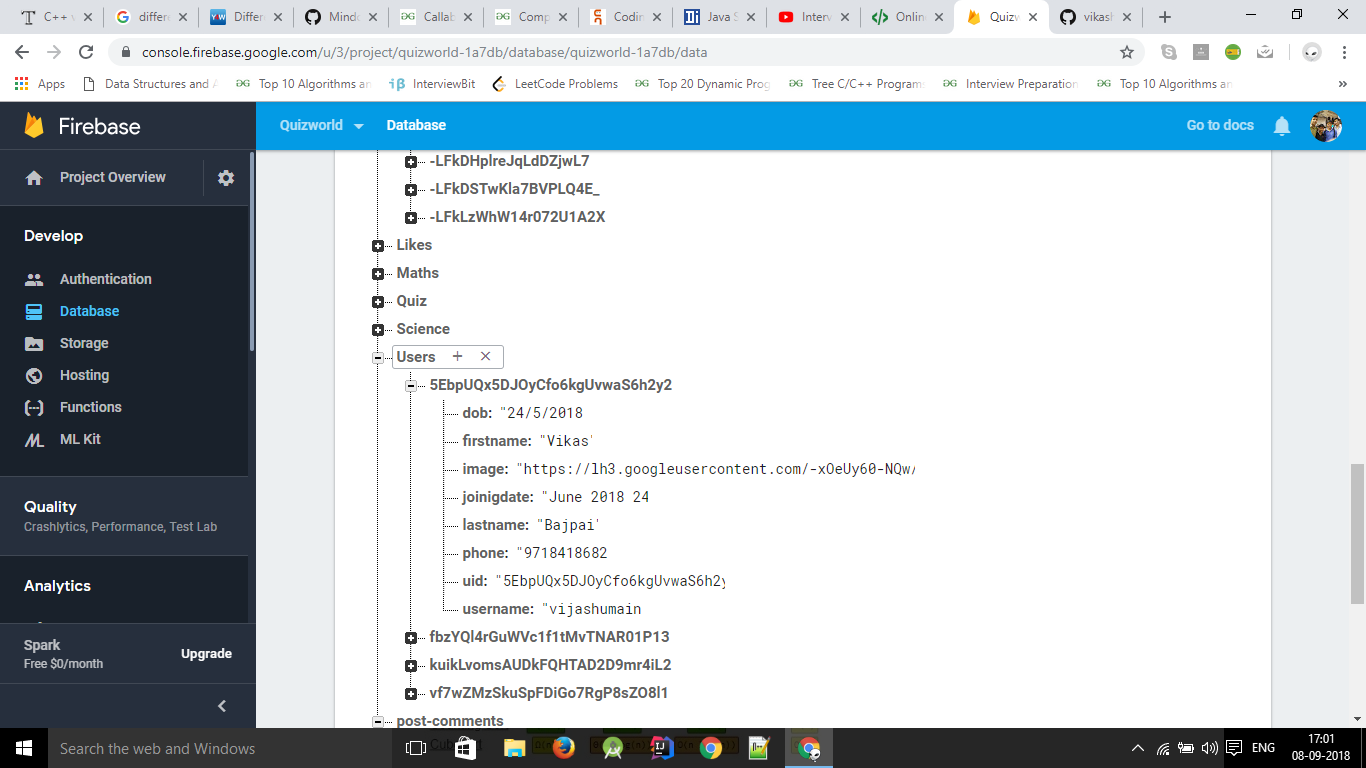 C++ v
differe
Differ
Mind
Callab
Comp
Codin
Java S
Interv
Onlin
Quizw
vikash
console.firebase.google.com/u/3/project/quizworld-1a7db/database/quizworld-1a7db/data
Apps Data Structures and A Top 10 Algorithms an InterviewBit LeetCode Problems Top 20 Dynamic Prog Tree C/C++ Program Interview Preparation Top 10 Algorithms an »
Firebase
Quizworld Database Go to docs
Project Overview
Develop
Authentication
Database
Storage
Hosting
Functions
ML Kit
Quality
Crashlytics, Performance, Test Lab
Analytics
Spark
Free $0/month
Upgrade
-LFkDHplreJqLdDZjwL7
-LFkDSTwKla7BVPLQ4E_
-LFkLzWhW14r072U1A2X
Likes
Maths
Quiz
Science
Users
5EbpUQx5DJOyCfo6kgUvwaS6h2y2
dob: "24/5/2018
firstname: "Vikas'
image: "https://lh3.googleusercontent.com/-xOeUy60-NQw/
joinigdate: "June 2018 24
lastname: "Bajpai'
phone: "9718418682
uid: "5EbpUQx5DJOyCfo6kgUvwaS6h2y
username: "vijashumain
fbzYQl4rGuWVc1f1tMvTNAR01P13
kuikLvomsAUDkFQHTAD2D9mr4iL2
vf7wZMzSkuSpFDiGo7RgP8sZO8l1
post-comments
Search the web and Windows
ENG
17:01
08-09-2018